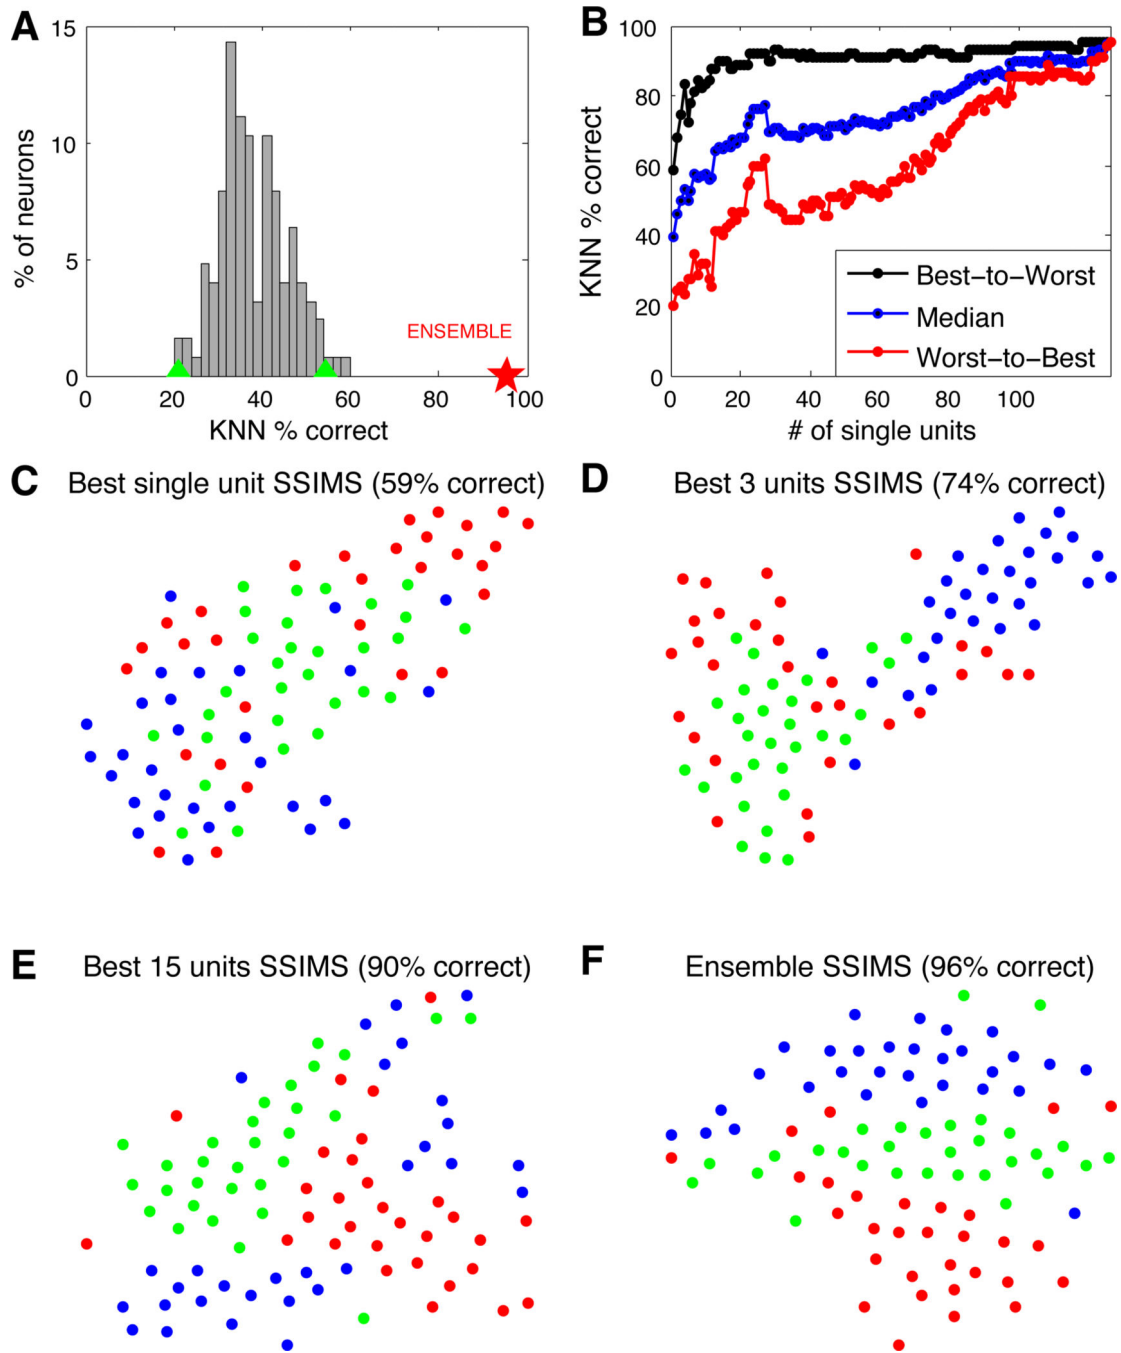 A
15
10
5
0
% of neurons
ENSEMBLE
0 20 40 60 80 100
KNN % correct
B
100
80
60
40
20
0
KNN % correct
Best-to-Worst
Median
Worst-to-Best
0 20 40 60 80 100
# of single units
C Best single unit SSIMS (59% correct)
D Best 3 units SSIMS (74% correct)
E Best 15 units SSIMS (90% correct)
F Ensemble SSIMS (96% correct)